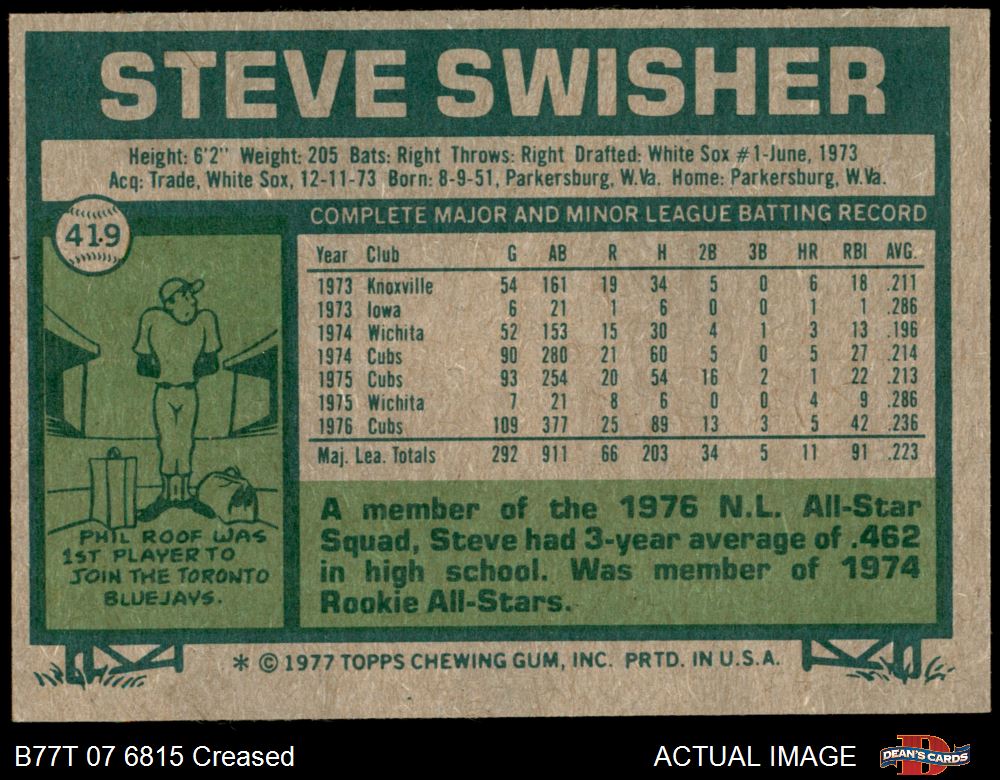 STEVE SWISHER
Height: 6'2" Weight: 205 Bats: Right Throws: Right Drafted: White Sox #1-June, 1973
Acq: Trade, White Sox, 12-11-73 Born: 8-9-51, Parkersburg, W.Va. Home: Parkersburg, W.Va.
419
COMPLETE MAJOR AND MINOR LEAGUE BATTING RECORD
Year Club G AB R H 2B 3B HR RBI AVG.
1973 Knoxville 54 161 19 34 5 0 6 18 .211
1973 Iowa 6 21 1 6 0 0 1 1 .286
1974 Wichita 52 153 15 30 4 1 3 13 .196
1974 Cubs 90 280 21 60 5 0 5 27 .214
1975 Cubs 93 254 20 54 16 2 1 22 .213
1975 Wichita 7 21 8 6 0 0 4 9 .286
1976 Cubs 109 377 25 89 13 3 5 42 .236
Maj. Lea. Totals 292 911 66 203 34 5 11 91 .223
PHIL ROOF WAS
1ST PLAYER TO
JOIN THE TORONTO
BLUEJAYS.
A member of the 1976 N.L. All-Star
Squad, Steve had 3-year average of .462
in high school. Was member of 1974
Rookie All-Stars.
* © 1977 TOPPS CHEWING GUM, INC. PRTD. IN U.S.A.
B77T 07 6815 Creased
ACTUAL IMAGE
D
DEAN'S CARDS